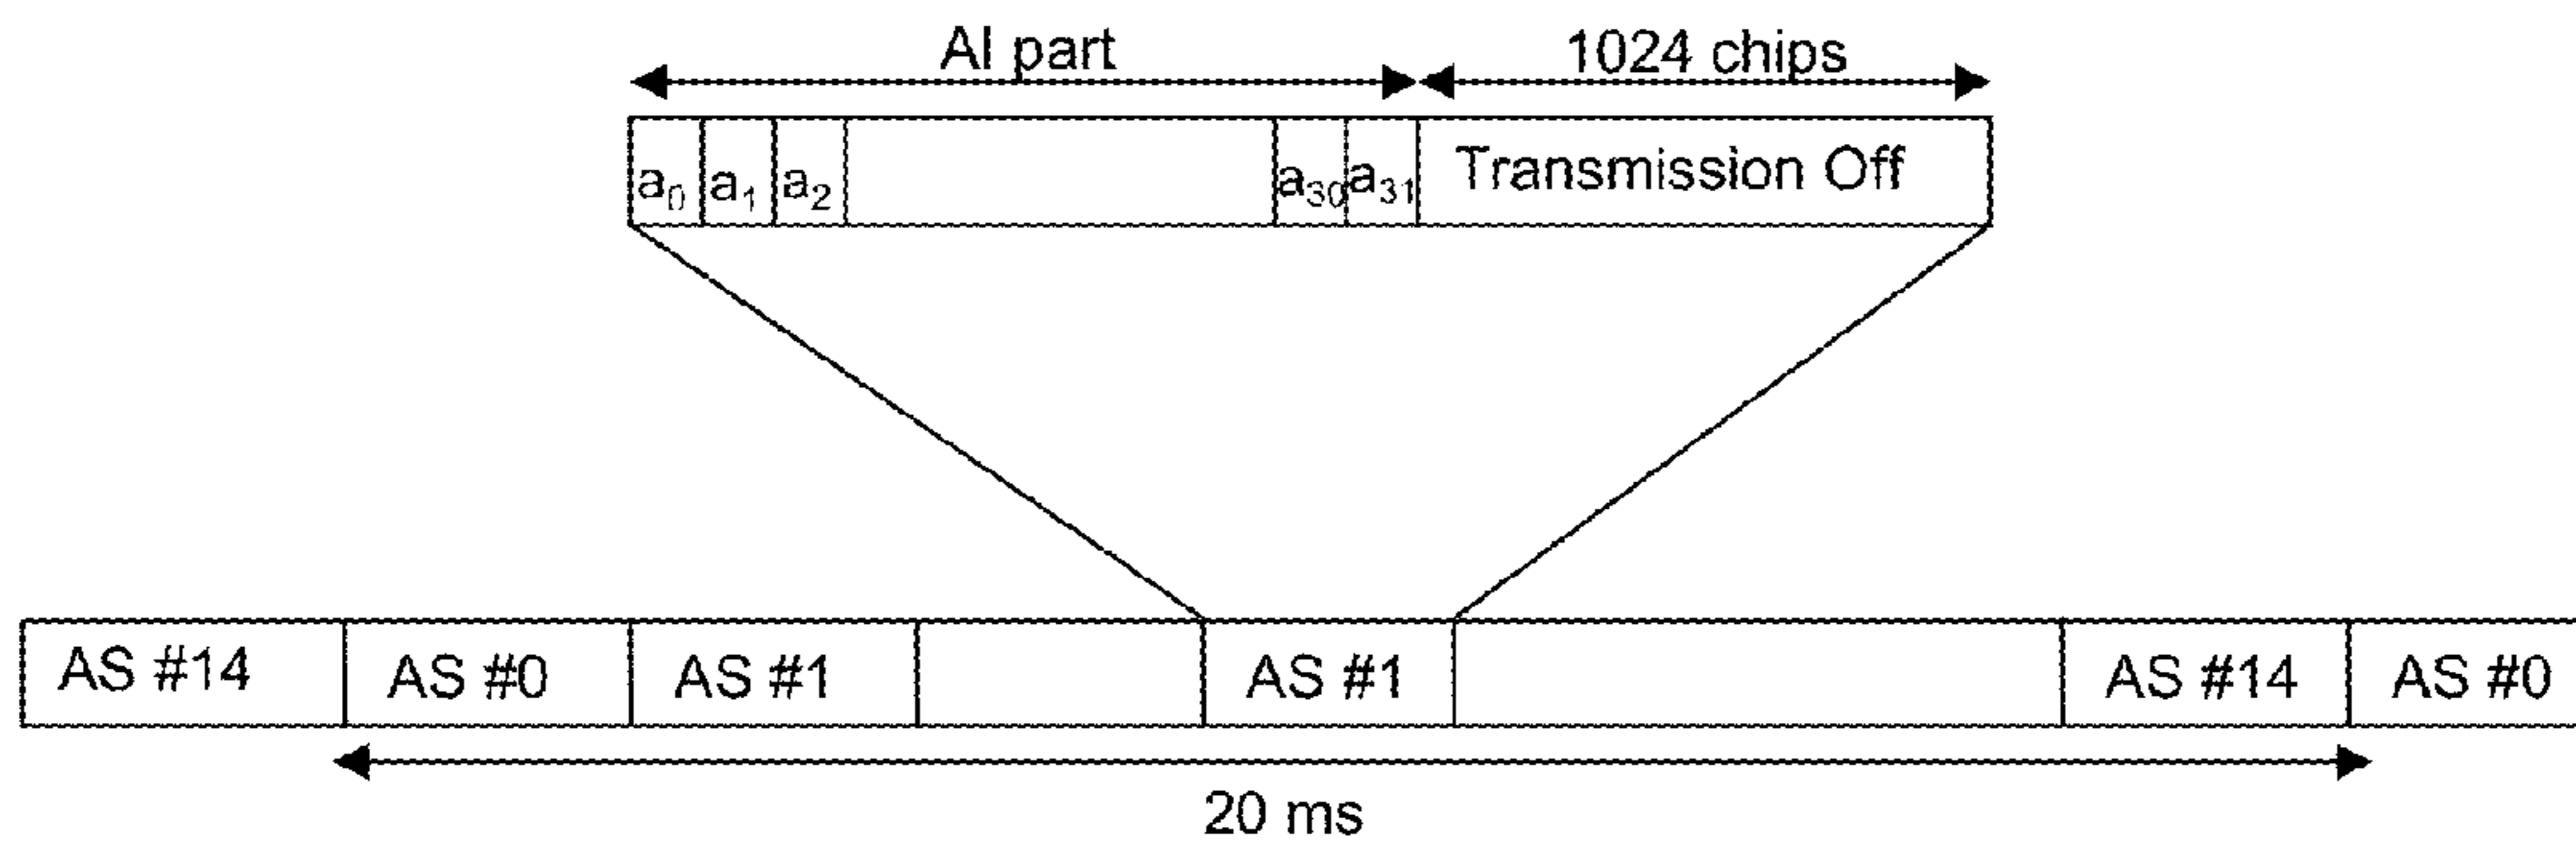 AI part 1024 chips
a0 a1 a2 a30 a31 Transmission Off
AS #14 AS #0 AS #1 AS #1 AS #14 AS #0
20 ms